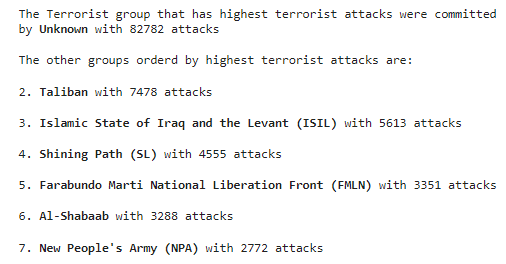 The Terrorist group that has highest terrorist attacks were committed
by Unknown with 82782 attacks
The other groups orderd by highest terrorist attacks are:
2. Taliban with 7478 attacks
3. Islamic State of Iraq and the Levant (ISIL) with 5613 attacks
4. Shining Path (SL) with 4555 attacks
5. Farabundo Marti National Liberation Front (FMLN) with 3351 attacks
6. Al-Shabaab with 3288 attacks
7. New People's Army (NPA) with 2772 attacks